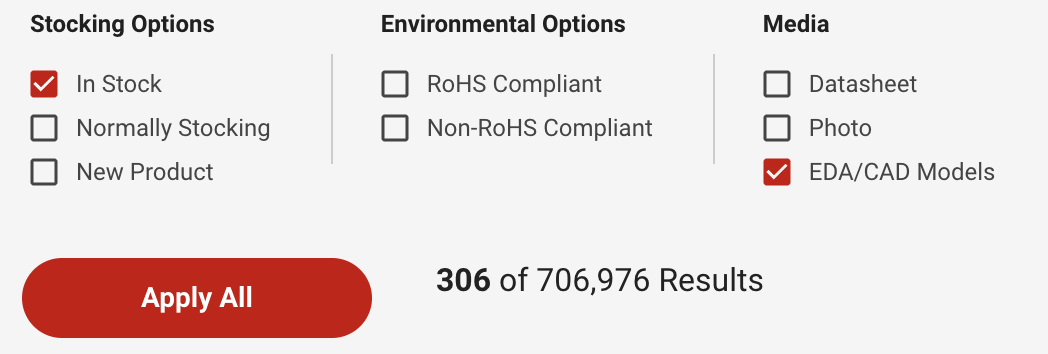 Stocking Options
In Stock
Normally Stocking
New Product
Environmental Options
RoHS Compliant
Non-RoHS Compliant
Media
Datasheet
Photo
EDA/CAD Models
Apply All
306 of 706,976 Results